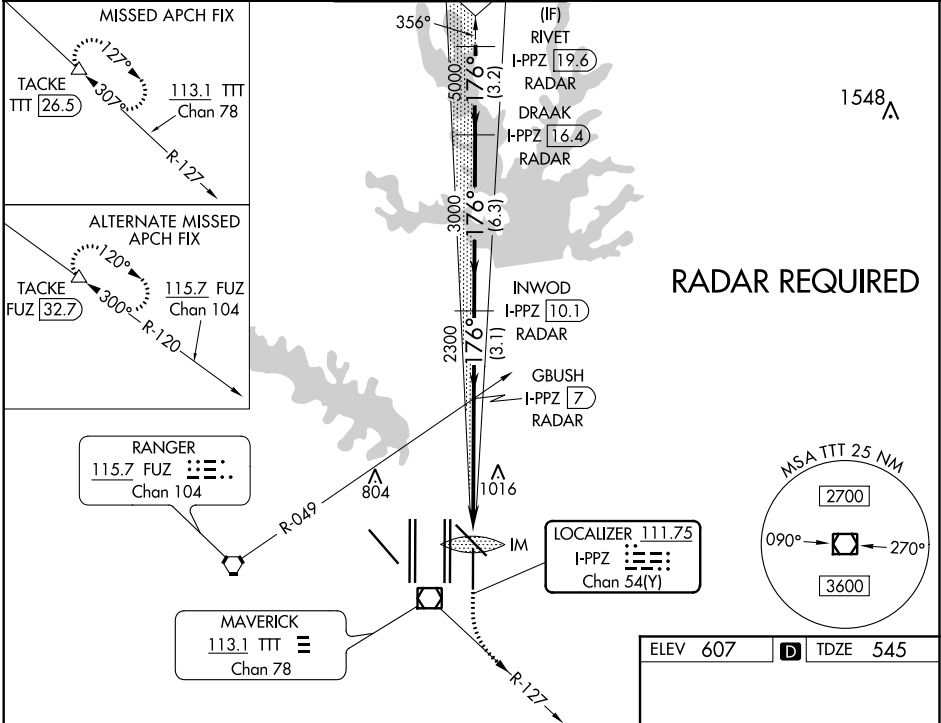 MISSED APCH FIX
127°
TACKE
TTT 26.5
307°
113.1 TTT
Chan 78
R-127
ALTERNATE MISSED
APCH FIX
120°
TACKE
FUZ 32.7
300°
115.7 FUZ
Chan 104
R-120
356°
(IF)
RIVET
I-PPZ 19.6
RADAR
5000
176°
(3.2)
DRAAK
I-PPZ 16.4
RADAR
1548
3000
176°
(6.3)
RADAR REQUIRED
INWOD
I-PPZ 10.1
RADAR
2300
176°
(3.1)
GBUSH
I-PPZ 7
RADAR
RANGER
115.7 FUZ
Chan 104
R-049
804
1016
IM
LOCALIZER 111.75
I-PPZ
Chan 54(Y)
MSA TTT 25 NM
2700
090°
270°
3600
MAVERICK
113.1 TTT
Chan 78
R-127
ELEV 607 D TDZE 545